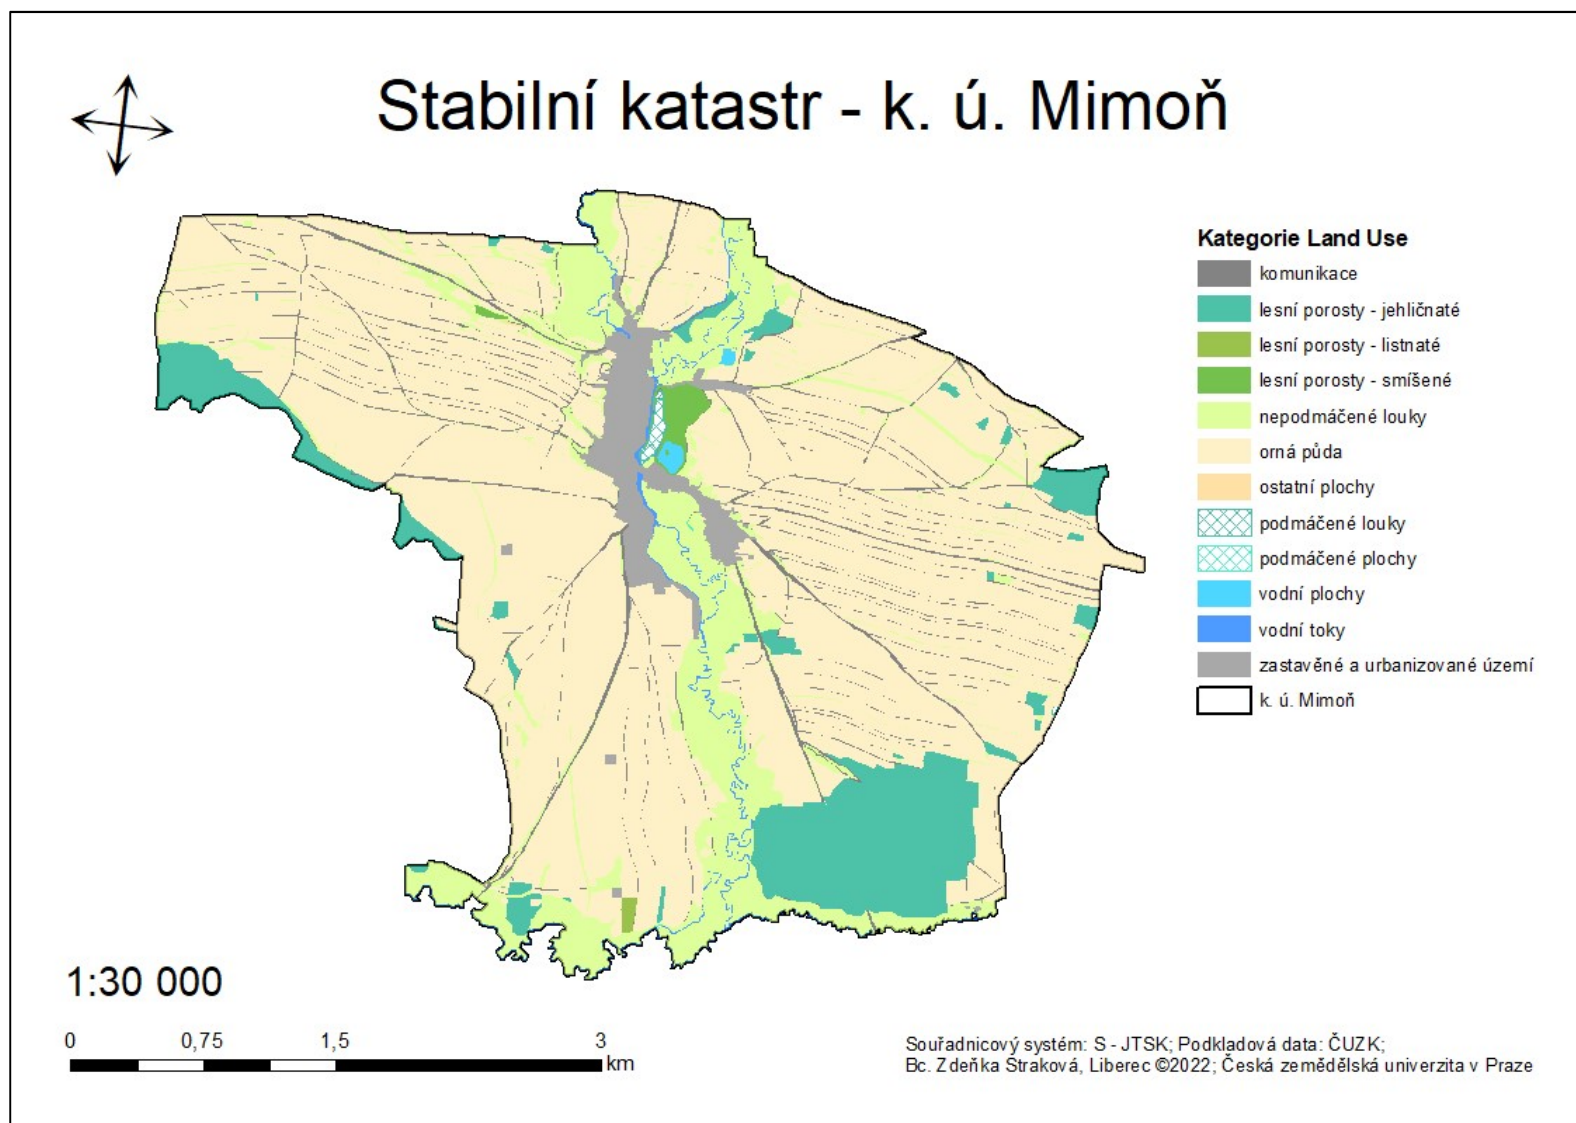 Stabilní katastr - k. ú. Mimoň
Kategorie Land Use
komunikace
lesní porosty - jehličnaté
lesní porosty - listnaté
lesní porosty - smíšené
nepodmáčené louky
orná půda
ostatní plochy
podmáčené louky
podmáčené plochy
vodní plochy
vodní toky
zastavěné a urbanizované území
k. ú. Mimoň
1:30 000
0 0,75 1,5 3
km
Souřadnicový systém: S - JTSK; Podkladová data: ČUZK;
Bc. Zdeňka Straková, Liberec ©2022; Česká zemědělská univerzita v Praze